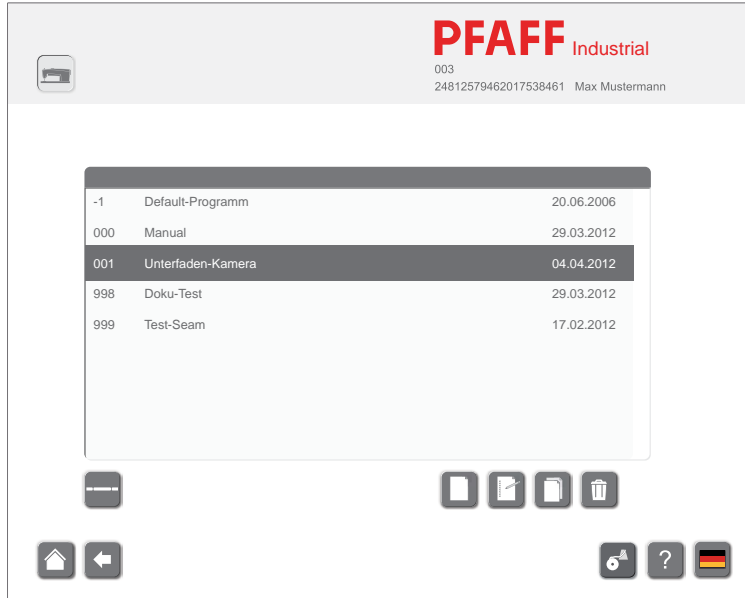 PFAFF Industrial
003
24812579462017538461 Max Mustermann
-1 Default-Programm 20.06.2006
000 Manual 29.03.2012
001 Unterfaden-Kamera 04.04.2012
998 Doku-Test 29.03.2012
999 Test-Seam 17.02.2012
?